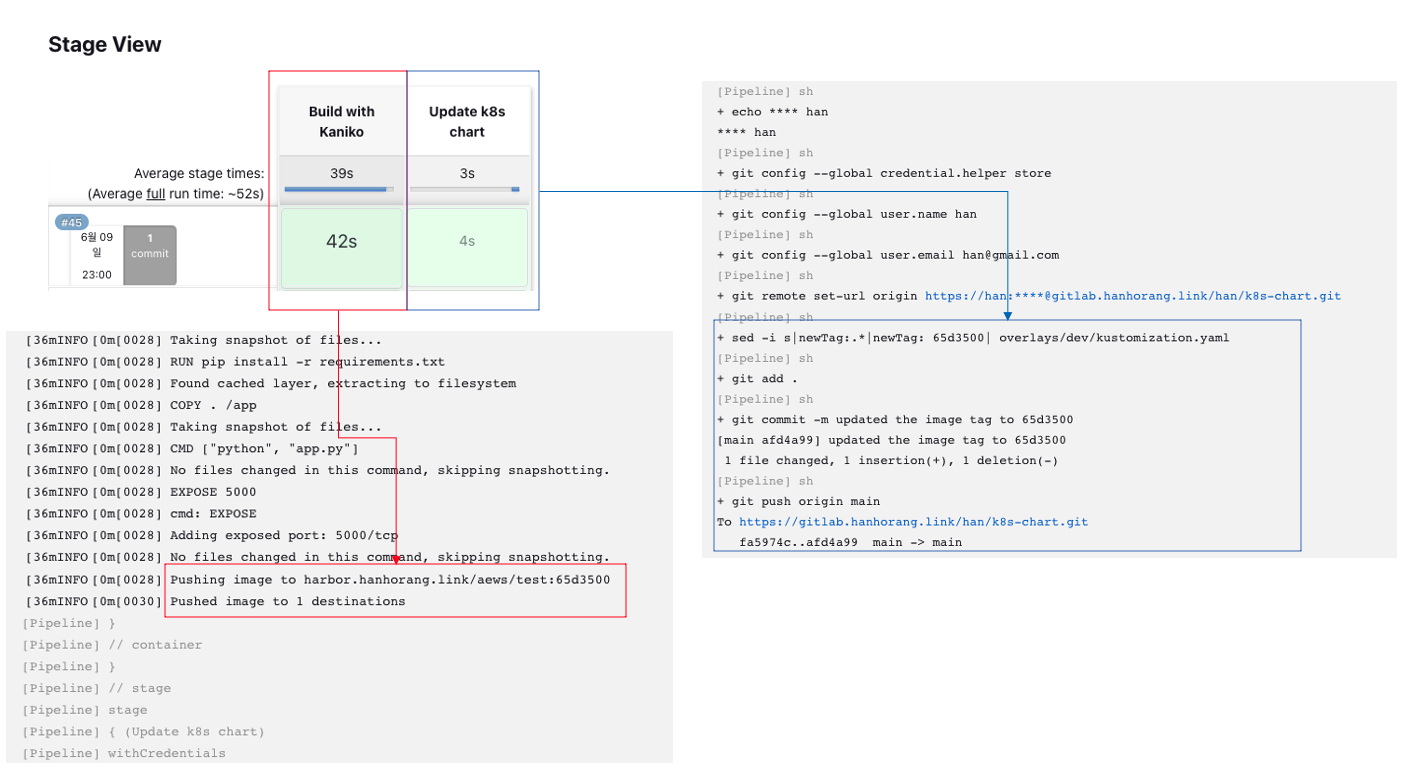 Stage View
Build with
Kaniko
Update k8s
chart
Average stage times:
(Average full run time: ~52s)
39s
3s
#45
6월 09
일
23:00
1
commit
42s
4s
[36mINFO[0m[0028] Taking snapshot of files...
[36mINFO[0m[0028] RUN pip install -r requirements.txt
[36mINFO[0m[0028] Found cached layer, extracting to filesystem
[36mINFO[0m[0028] COPY . /app
[36mINFO[0m[0028] Taking snapshot of files...
[36mINFO[0m[0028] CMD ["python", "app.py"]
[36mINFO[0m[0028] No files changed in this command, skipping snapshotting.
[36mINFO[0m[0028] EXPOSE 5000
[36mINFO[0m[0028] cmd: EXPOSE
[36mINFO[0m[0028] Adding exposed port: 5000/tcp
[36mINFO[0m[0028] No files changed in this command, skipping snapshotting.
[36mINFO[0m[0028] Pushing image to harbor.hanhorang.link/aews/test:65d3500
[36mINFO[0m[0030] Pushed image to 1 destinations
[Pipeline] }
[Pipeline] // container
[Pipeline] }
[Pipeline] // stage
[Pipeline] stage
[Pipeline] { (Update k8s chart)
[Pipeline] withCredentials
[Pipeline] sh
+ echo **** han
**** han
[Pipeline] sh
+ git config --global credential.helper store
[Pipeline] sh
+ git config --global user.name han
[Pipeline] sh
+ git config --global user.email han@gmail.com
[Pipeline] sh
+ git remote set-url origin https://han:****@gitlab.hanhorang.link/han/k8s-chart.git
[Pipeline] sh
+ sed -i s|newTag:.*|newTag: 65d3500| overlays/dev/kustomization.yaml
[Pipeline] sh
+ git add .
[Pipeline] sh
+ git commit -m updated the image tag to 65d3500
[main afd4a99] updated the image tag to 65d3500
1 file changed, 1 insertion(+), 1 deletion(-)
[Pipeline] sh
+ git push origin main
To https://gitlab.hanhorang.link/han/k8s-chart.git
fa5974c..afd4a99  main -> main